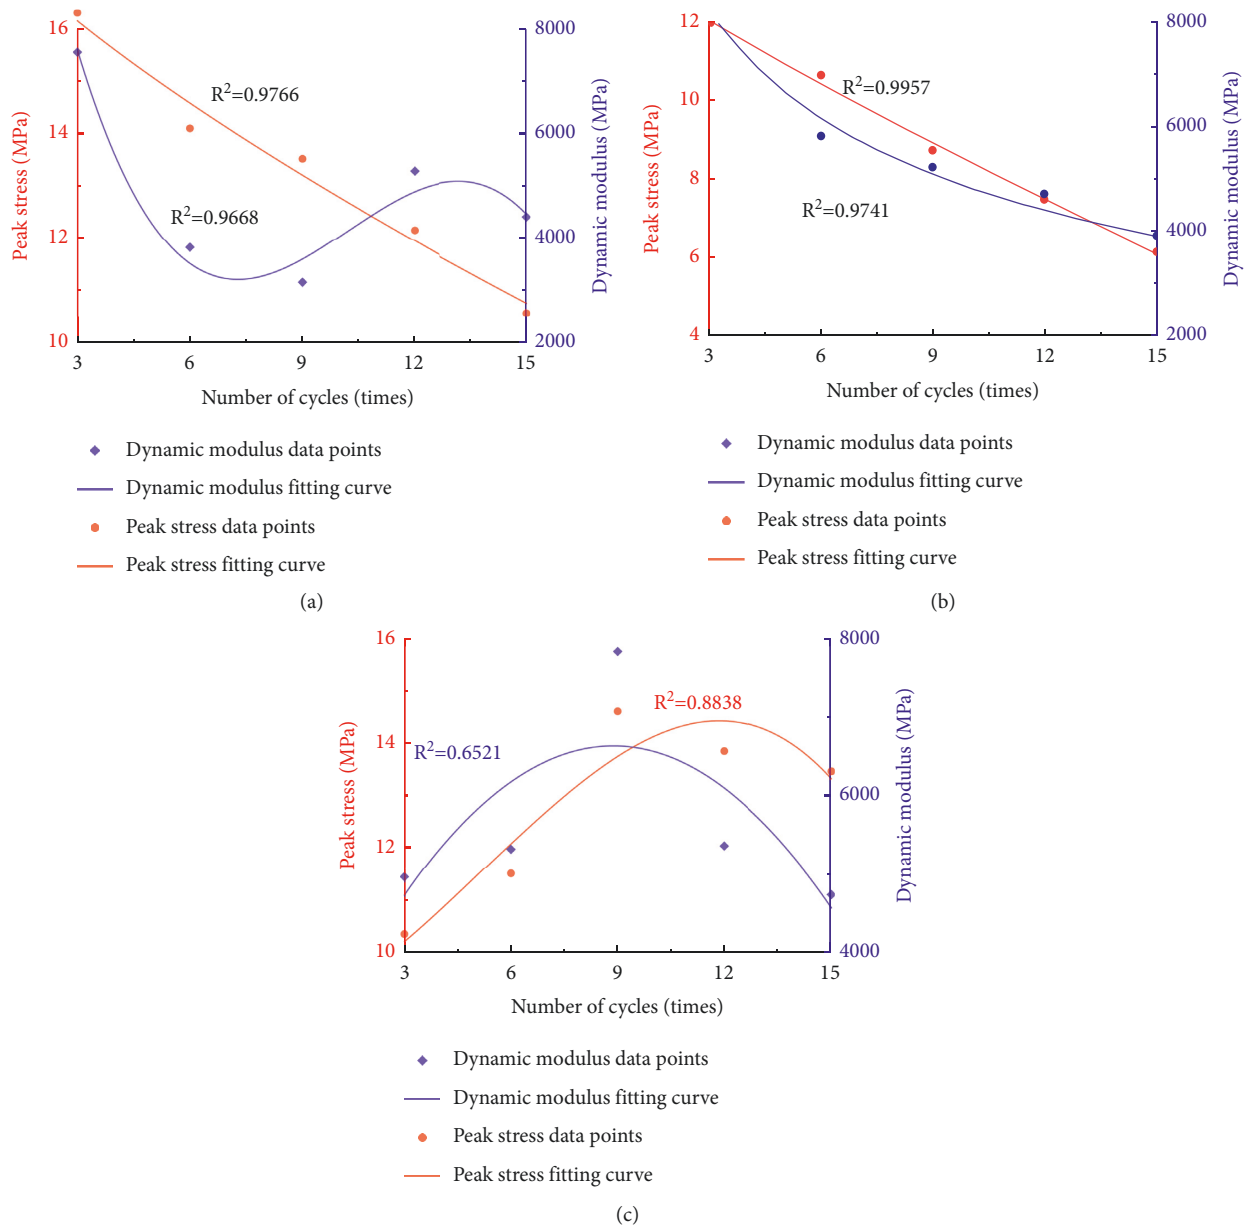 16
14
12
10
Peak stress (MPa)
R2=0.9766
R2=0.9668
8000
6000
4000
2000
Dynamic modulus (MPa)
3 6 9 12 15
Number of cycles (times)
Dynamic modulus data points
Dynamic modulus fitting curve
Peak stress data points
Peak stress fitting curve
(a)
12
10
8
6
4
Peak stress (MPa)
R2=0.9957
R2=0.9741
8000
6000
4000
2000
Dynamic modulus (MPa)
3 6 9 12 15
Number of cycles (times)
Dynamic modulus data points
Dynamic modulus fitting curve
Peak stress data points
Peak stress fitting curve
(b)
16
14
12
10
Peak stress (MPa)
R2=0.8838
R2=0.6521
8000
6000
4000
Dynamic modulus (MPa)
3 6 9 12 15
Number of cycles (times)
Dynamic modulus data points
Dynamic modulus fitting curve
Peak stress data points
Peak stress fitting curve
(c)